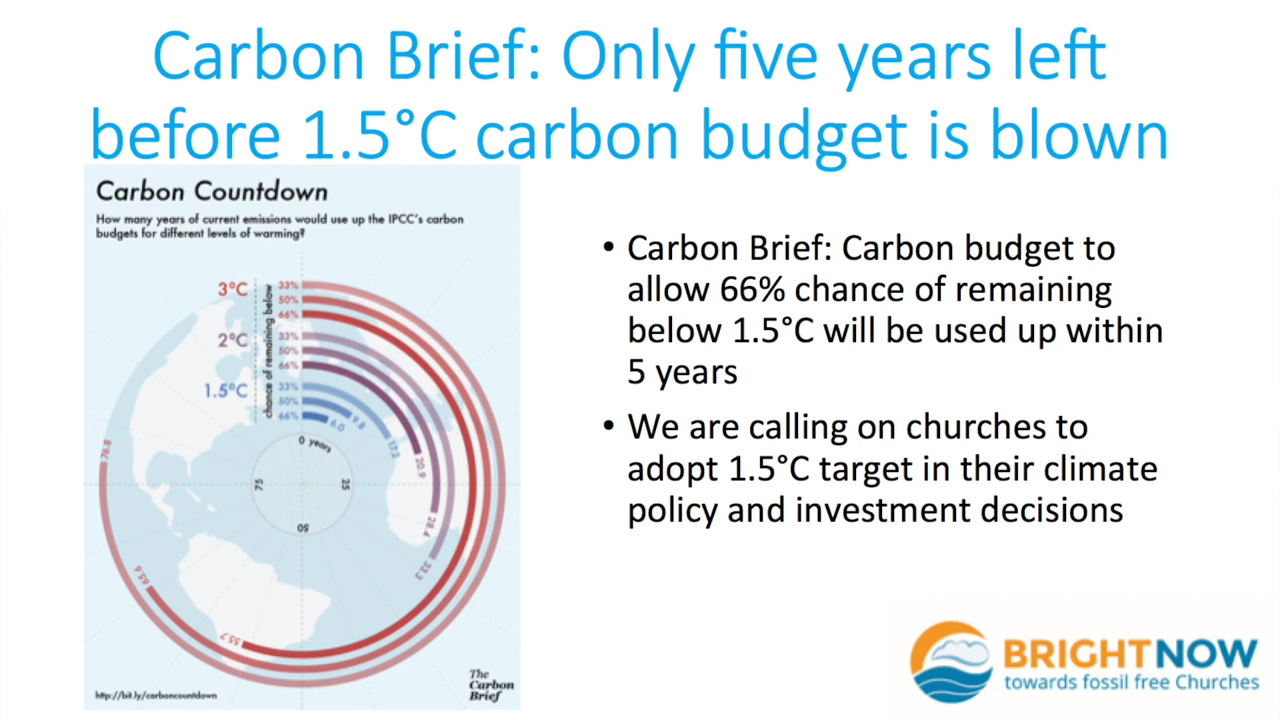 Carbon Brief: Only five years left
before 1.5°C carbon budget is blown
Carbon Countdown
How many years of current emissions would use up the IPCC's carbon
budgets for different levels of warming?
3°C
33%
50%
66%
2°C
33%
50%
66%
1.5°C
33%
50%
66%
chance of remaining below
76.8
65.6
55.7
33.3
28.4
20.9
17.2
9.8
6.0
0 years
25
50
75
http://bit.ly/carboncountdown
The
Carbon
Brief
• Carbon Brief: Carbon budget to
allow 66% chance of remaining
below 1.5°C will be used up within
5 years
• We are calling on churches to
adopt 1.5°C target in their climate
policy and investment decisions
BRIGHT NOW
towards fossil free Churches